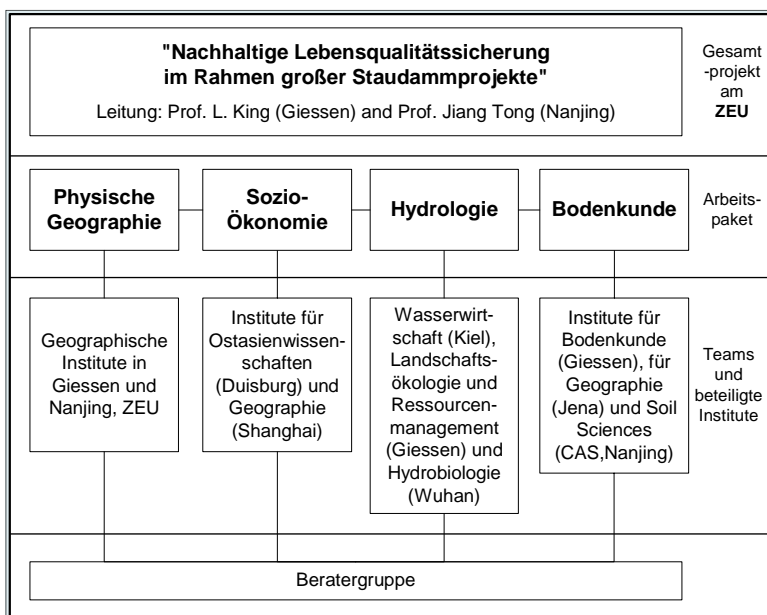 "Nachhaltige Lebensqualitätssicherung
im Rahmen großer Staudammprojekte"
Leitung: Prof. L. King (Giessen) and Prof. Jiang Tong (Nanjing)
Gesamt
-projekt
am
ZEU
Physische
Geographie
Sozio-
Ökonomie
Hydrologie
Bodenkunde
Arbeits-
paket
Geographische
Institute in
Giessen und
Nanjing, ZEU
Institute für
Ostasienwissen-
schaften
(Duisburg) und
Geographie
(Shanghai)
Wasserwirt-
schaft (Kiel),
Landschafts-
ökologie und
Ressourcen-
management
(Giessen) und
Hydrobiologie
(Wuhan)
Institute für
Bodenkunde
(Giessen), für
Geographie
(Jena) und Soil
Sciences
(CAS,Nanjing)
Teams
und
beteiligte
Institute
Beratergruppe